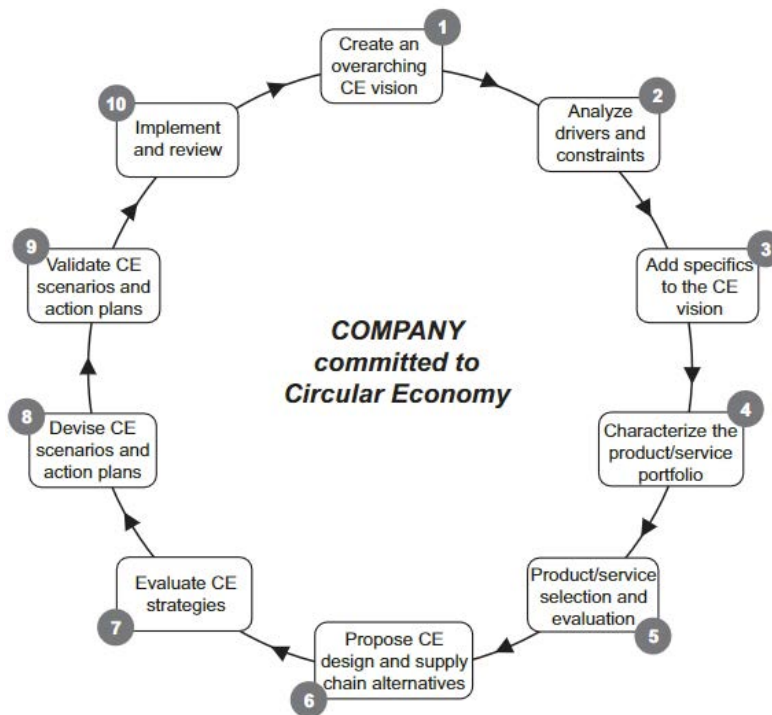 1
Create an
overarching
CE vision
2
Analyze
drivers and
constraints
3
Add specifics
to the CE
vision
4
Characterize the
product/service
portfolio
Product/service
selection and
evaluation
5
Propose CE
design and supply
chain alternatives
6
Evaluate CE
strategies
7
8
Devise CE
scenarios and
action plans
9
Validate CE
scenarios and
action plans
10
Implement
and review
COMPANY
committed to
Circular Economy